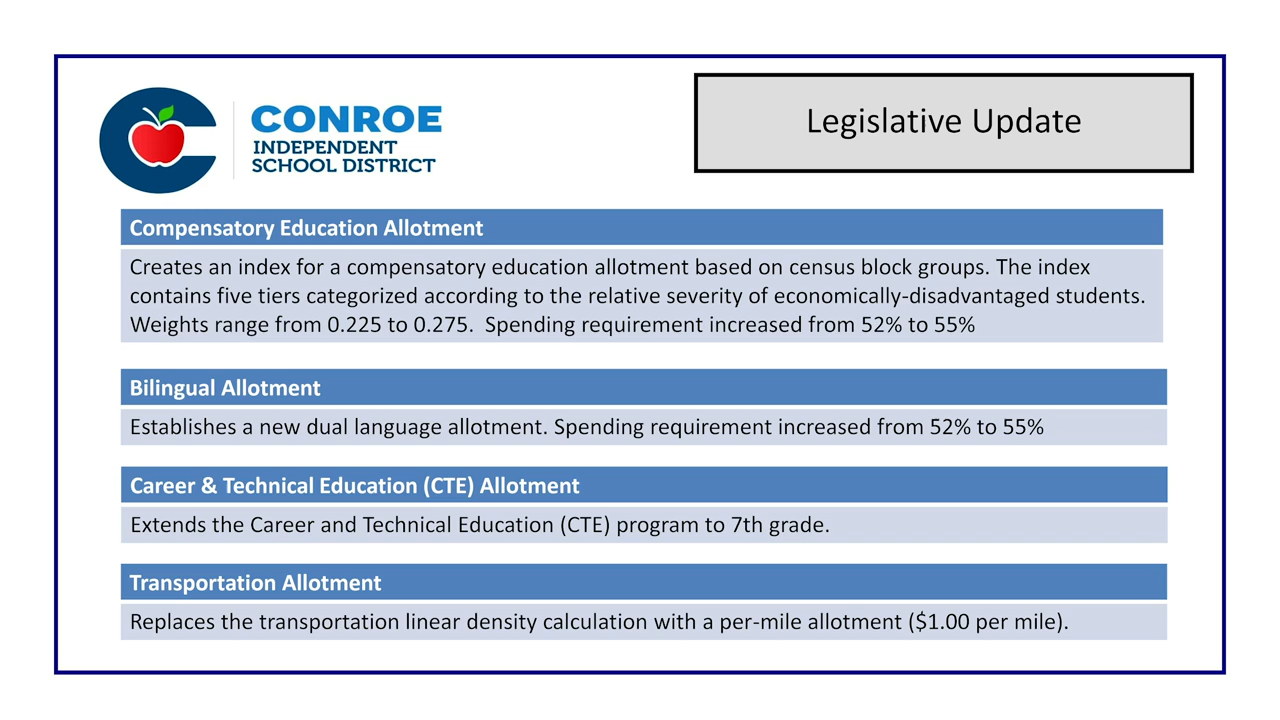 CONROE
INDEPENDENT
SCHOOL DISTRICT
Legislative Update
Compensatory Education Allotment
Creates an index for a compensatory education allotment based on census block groups. The index
contains five tiers categorized according to the relative severity of economically-disadvantaged students.
Weights range from 0.225 to 0.275.  Spending requirement increased from 52% to 55%
Bilingual Allotment
Establishes a new dual language allotment. Spending requirement increased from 52% to 55%
Career & Technical Education (CTE) Allotment
Extends the Career and Technical Education (CTE) program to 7th grade.
Transportation Allotment
Replaces the transportation linear density calculation with a per-mile allotment ($1.00 per mile).